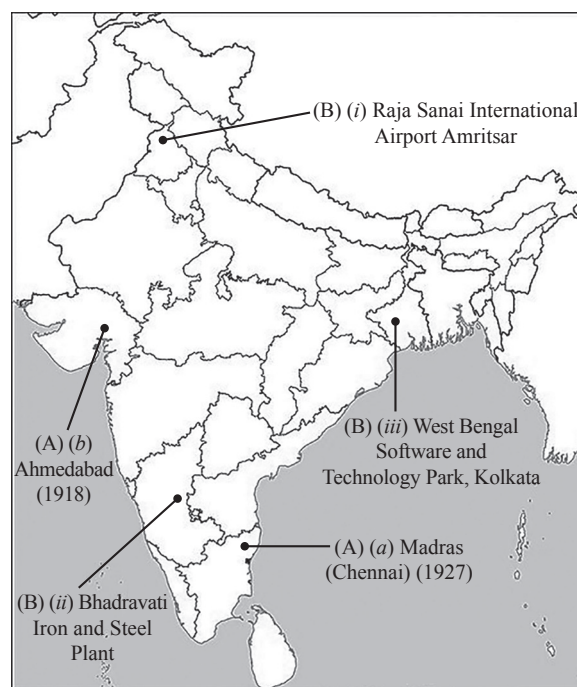 (B) (i) Raja Sanai International
Airport Amritsar
(A) (b)
Ahmedabad
(1918)
(B) (iii) West Bengal
Software and
Technology Park, Kolkata
(A) (a) Madras
(Chennai) (1927)
(B) (ii) Bhadravati
Iron and Steel
Plant